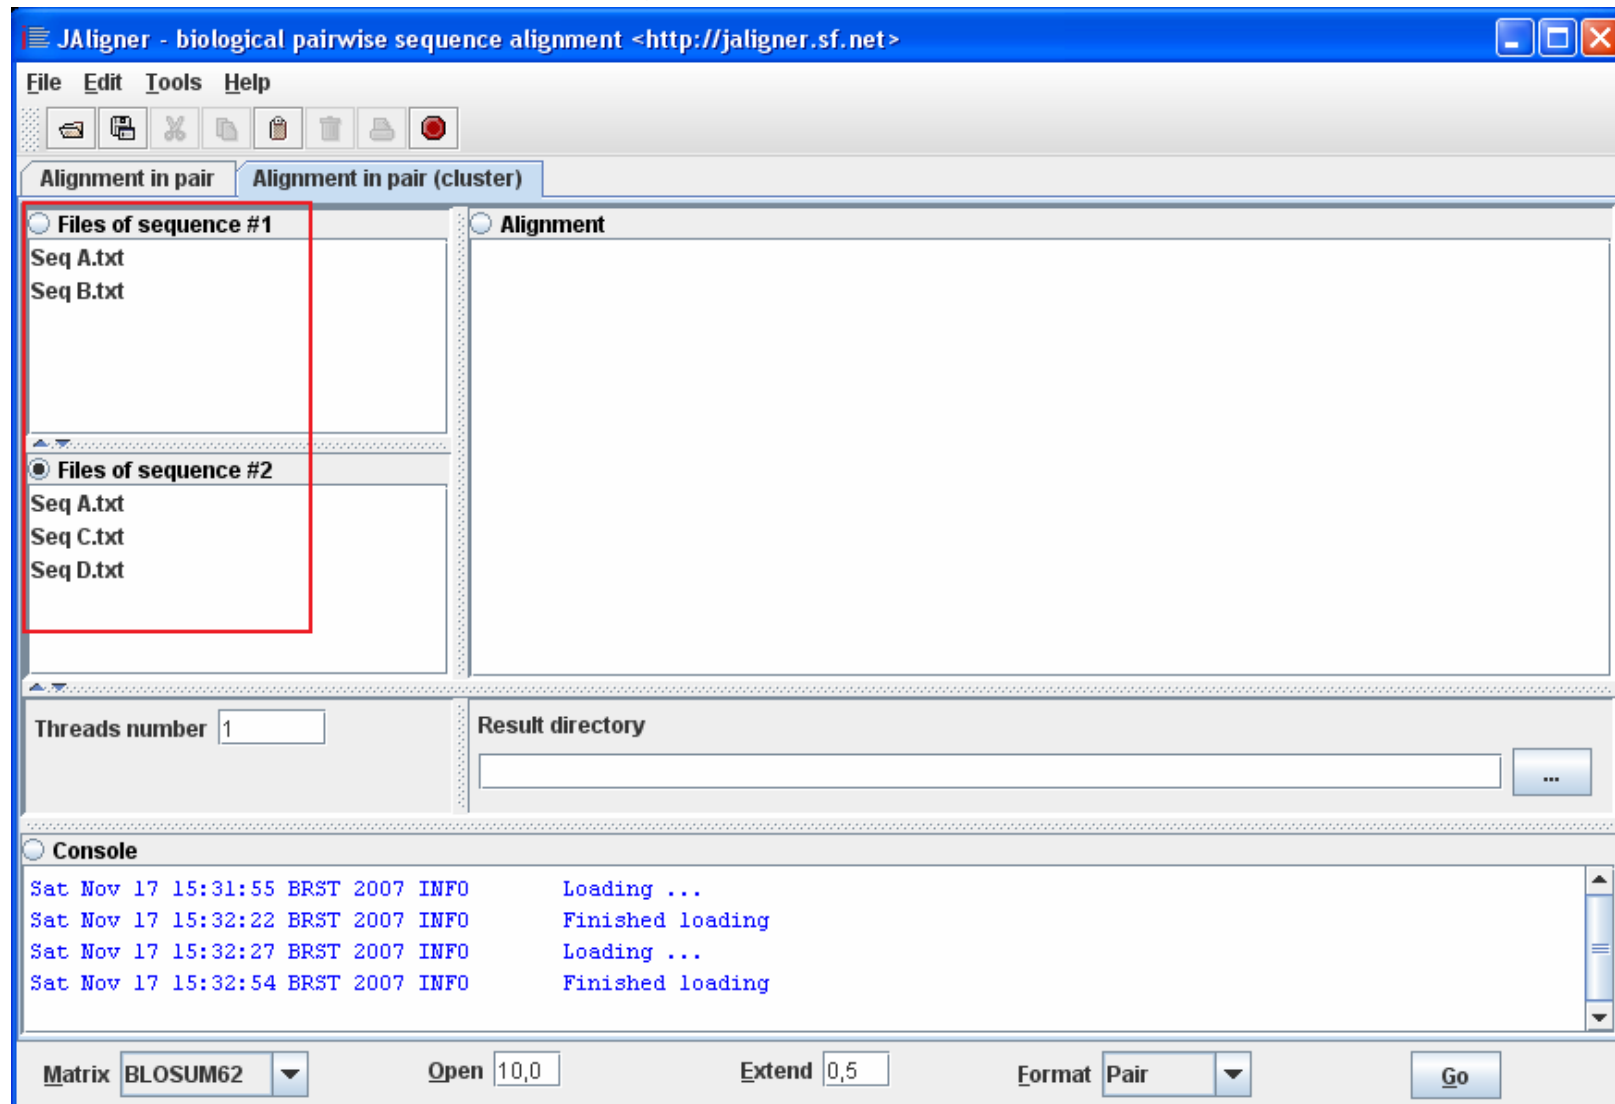 JAligner - biological pairwise sequence alignment <http://jaligner.sf.net>
File Edit Tools Help
Alignment in pair Alignment in pair (cluster)
Files of sequence #1
Seq A.txt
Seq B.txt
Alignment
Files of sequence #2
Seq A.txt
Seq C.txt
Seq D.txt
Threads number 1
Result directory
...
Console
Sat Nov 17 15:31:55 BRST 2007 INFO Loading ...
Sat Nov 17 15:32:22 BRST 2007 INFO Finished loading
Sat Nov 17 15:32:27 BRST 2007 INFO Loading ...
Sat Nov 17 15:32:54 BRST 2007 INFO Finished loading
Matrix BLOSUM62 Open 10,0 Extend 0,5 Format Pair Go